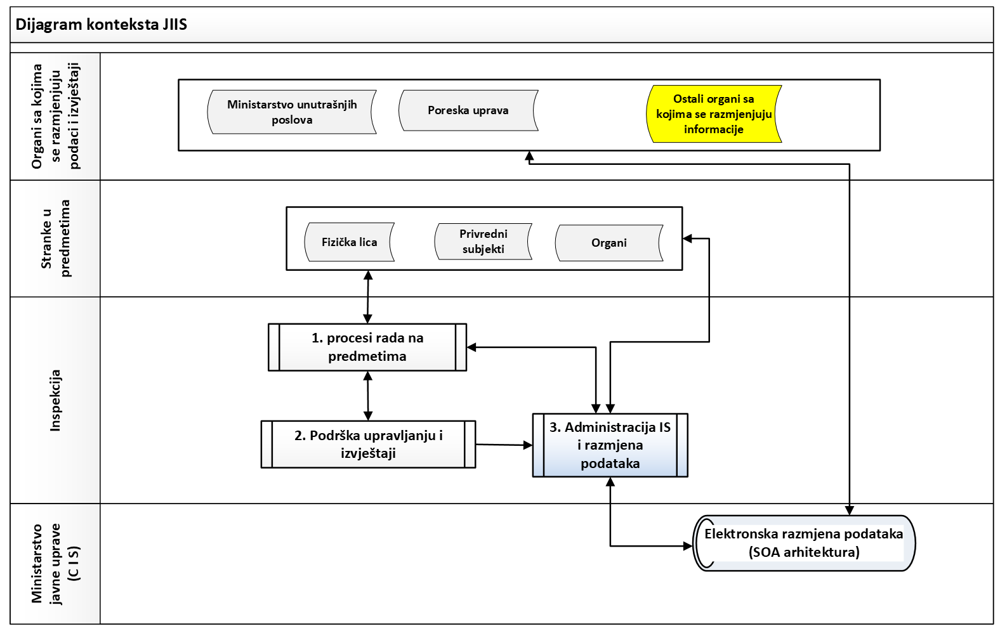 Dijagram konteksta JIIS
Organi sa kojima
se razmjenjuju
podaci i izvještaji
Ministarstvo unutrašnjih
poslova
Poreska uprava
Ostali organi sa
kojima se razmjenjuju
informacije
Stranke u
predmetima
Fizička lica
Privredni
subjekti
Organi
Inspekcija
1. procesi rada na
predmetima
2. Podrška upravljanju i
izvještaji
3. Administracija IS
i razmjena
podataka
Ministarstvo
javne uprave
(C I S)
Elektronska razmjena podataka
(SOA arhitektura)